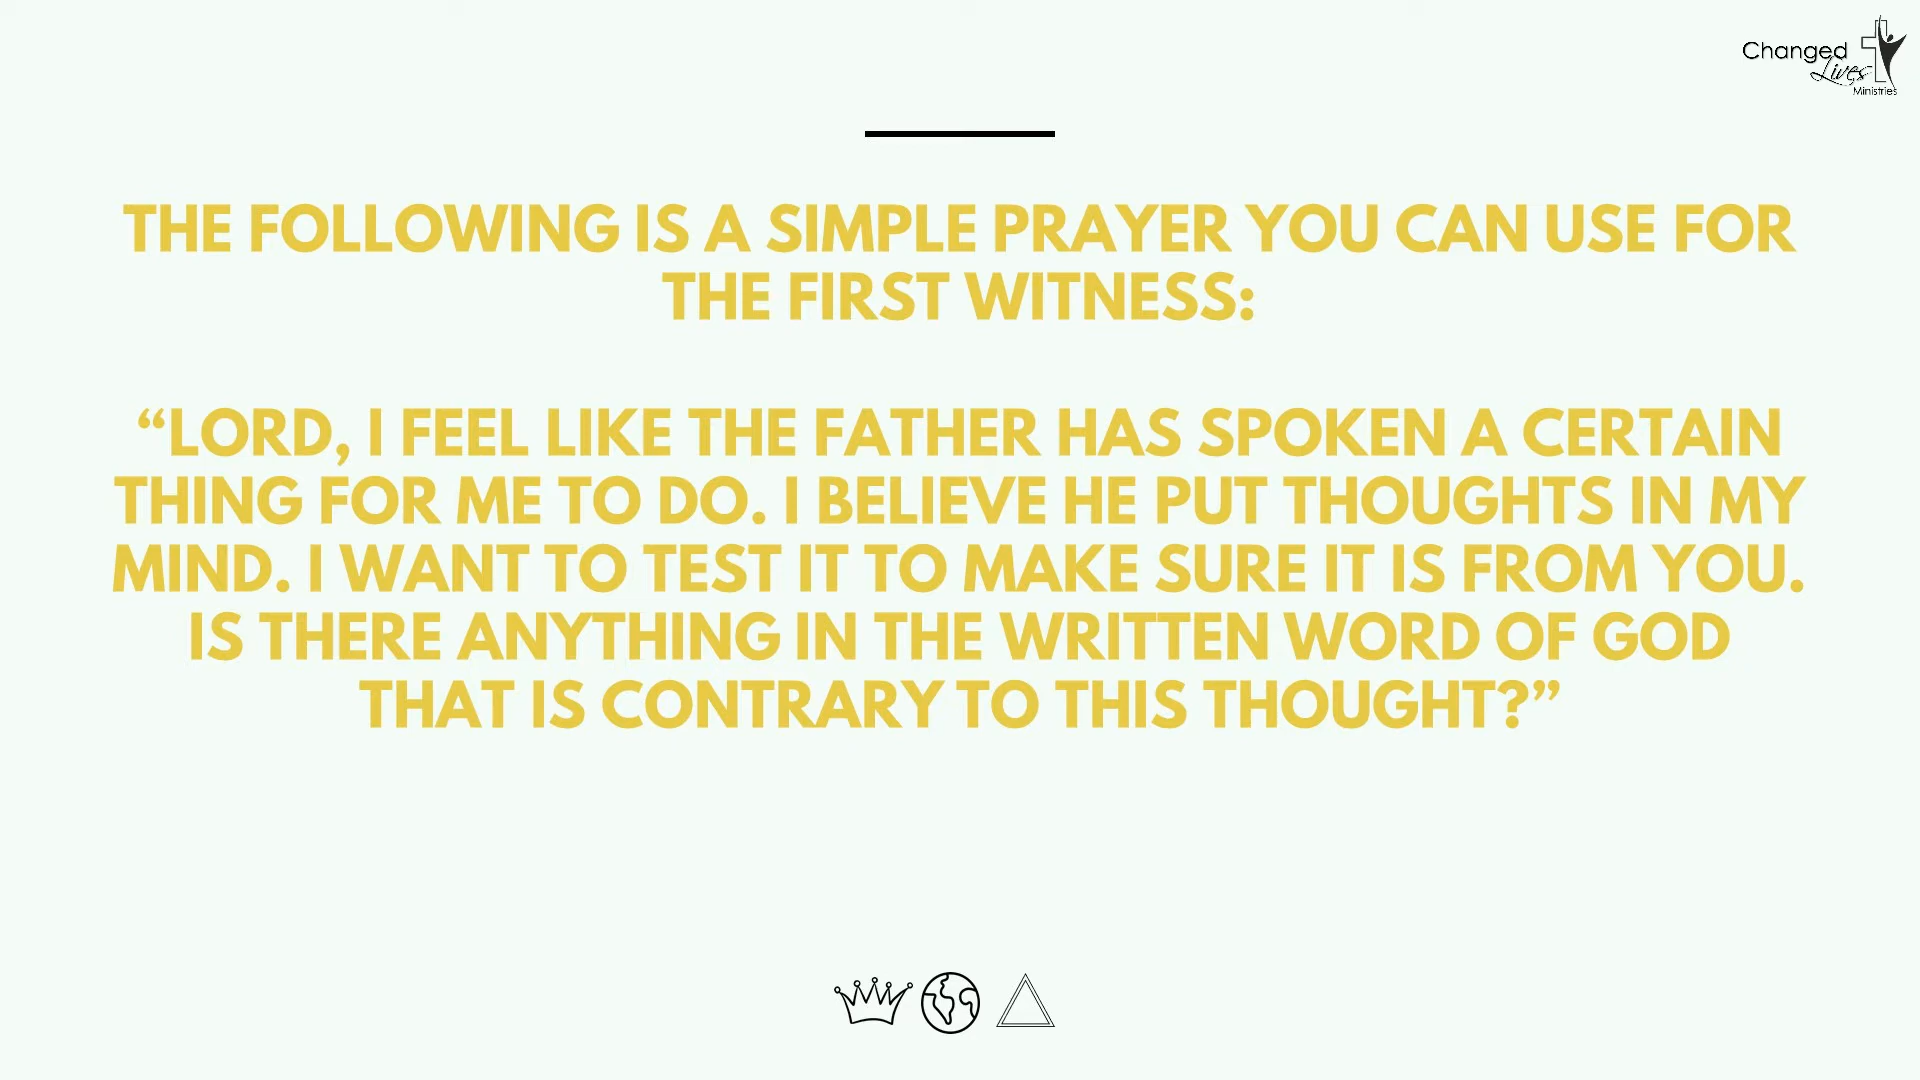 Changed
Lives
Ministries
THE FOLLOWING IS A SIMPLE PRAYER YOU CAN USE FOR
THE FIRST WITNESS:
“LORD, I FEEL LIKE THE FATHER HAS SPOKEN A CERTAIN
THING FOR ME TO DO. I BELIEVE HE PUT THOUGHTS IN MY
MIND. I WANT TO TEST IT TO MAKE SURE IT IS FROM YOU.
IS THERE ANYTHING IN THE WRITTEN WORD OF GOD
THAT IS CONTRARY TO THIS THOUGHT?”